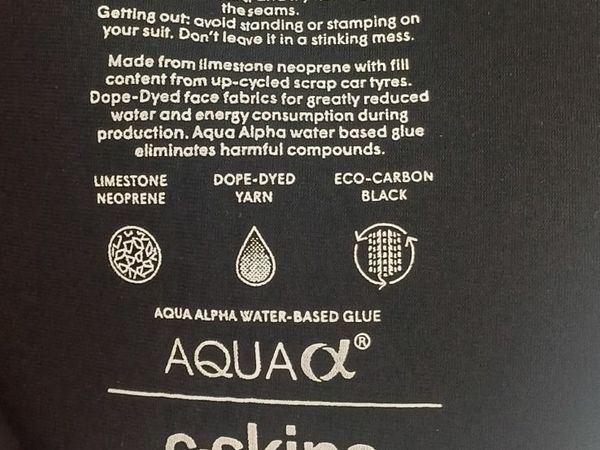 the seams.
Getting out: avoid standing or stamping on
your suit. Don't leave it in a stinking mess.
Made from limestone neoprene with fill
content from up-cycled scrap car tyres.
Dope-Dyed face fabrics for greatly reduced
water and energy consumption during
production. Aqua Alpha water based glue
eliminates harmful compounds.
LIMESTONE NEOPRENE
DOPE-DYED YARN
ECO-CARBON BLACK
AQUA ALPHA WATER-BASED GLUE
AQUA α®
c-skins